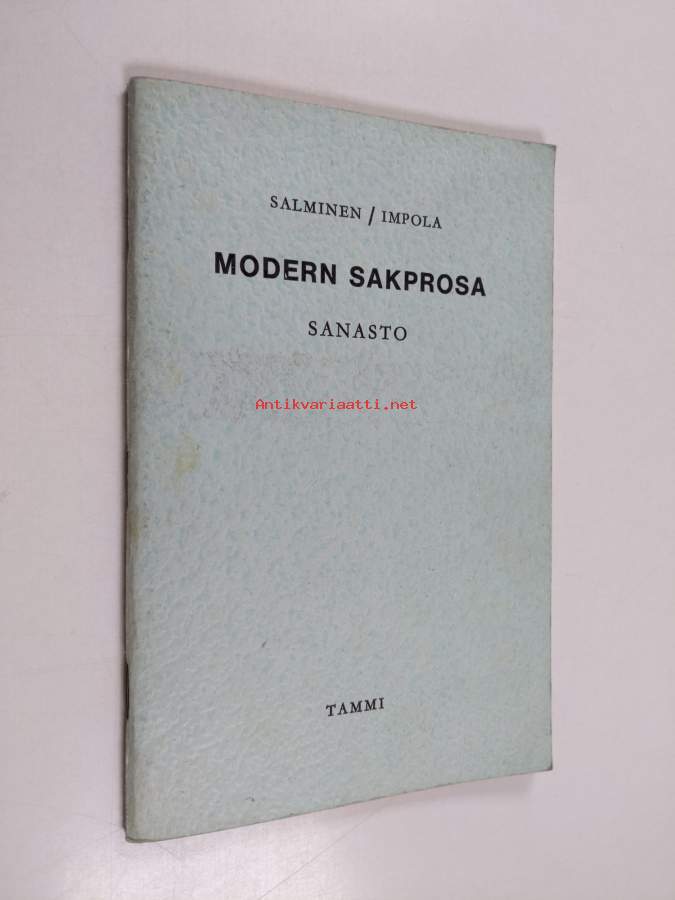 SALMINEN / IMPOLA
MODERN SAKPROSA
SANASTO
Antikvariaatti.net
TAMMI